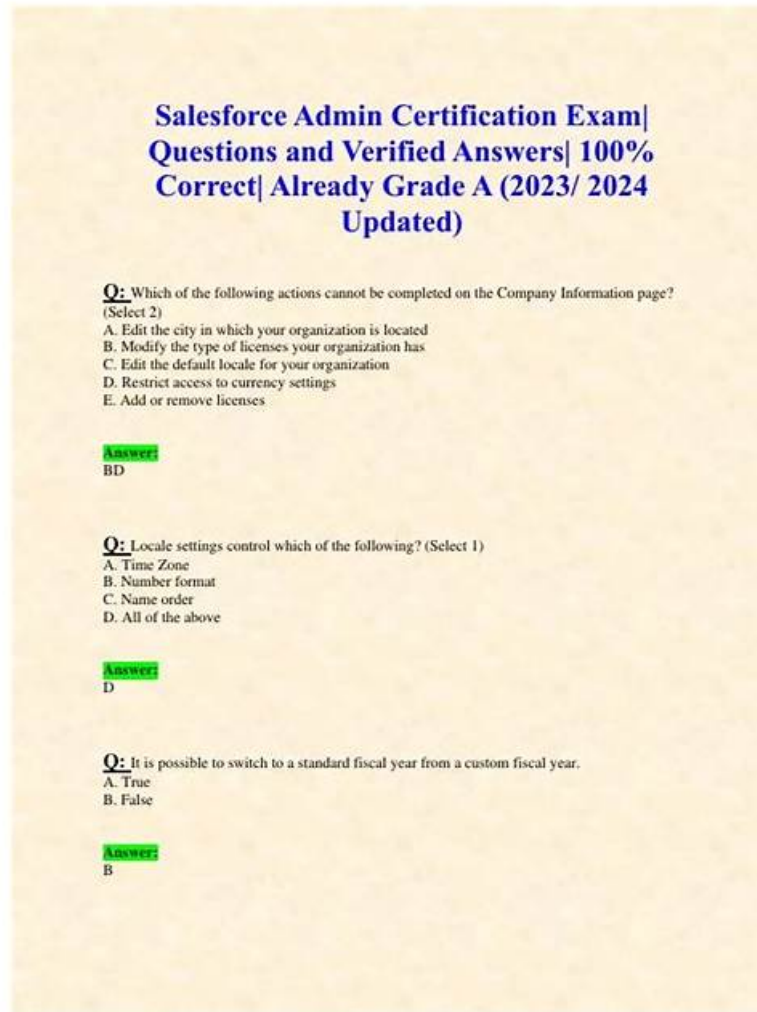 Salesforce Admin Certification Exam|
Questions and Verified Answers| 100%
Correct| Already Grade A (2023/ 2024
Updated)
Q: Which of the following actions cannot be completed on the Company Information page?
(Select 2)
A. Edit the city in which your organization is located
B. Modify the type of licenses your organization has
C. Edit the default locale for your organization
D. Restrict access to currency settings
E. Add or remove licenses
Answer:
BD
Q: Locale settings control which of the following? (Select 1)
A. Time Zone
B. Number format
C. Name order
D. All of the above
Answer:
D
Q: It is possible to switch to a standard fiscal year from a custom fiscal year.
A. True
B. False
Answer:
B